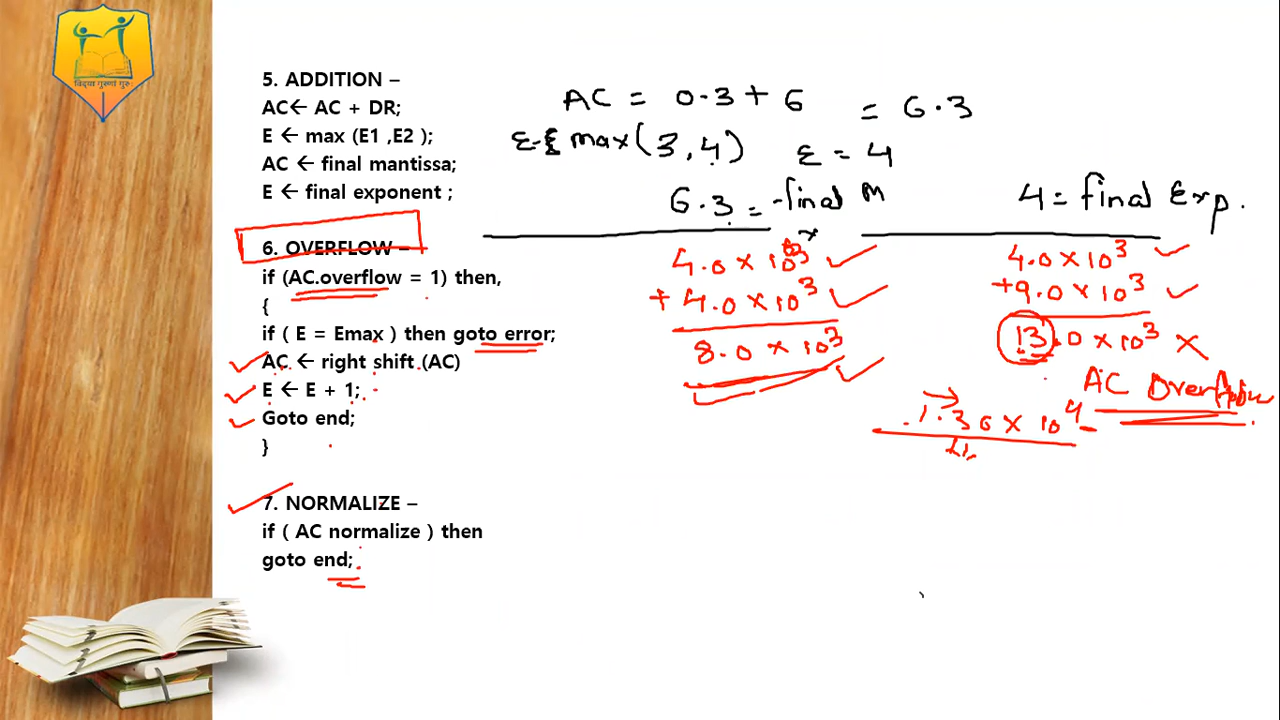 विद्या गुरूणां गुरुः
5. ADDITION –
AC← AC + DR;
E ← max (E1 ,E2 );
AC ← final mantissa;
E ← final exponent ;
6. OVERFLOW –
if (AC.overflow = 1) then,
{
if ( E = Emax ) then goto error;
AC ← right shift (AC)
E ← E + 1;
Goto end;
}
7. NORMALIZE –
if ( AC normalize ) then
goto end;
AC = 0.3 + 6 = 6.3
max(3,4) E = 4
6.3 = final M
4 = final Exp.
4.0 x 10³
+ 4.0 x 10³
8.0 x 10³
4.0 x 10³
+9.0 x 10³
13.0 x 10³ x
AC Overflow
1.30 x 10⁴